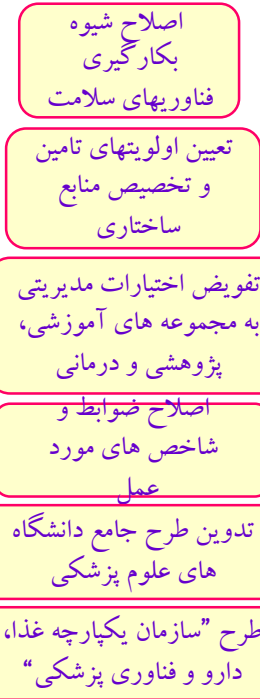 اصلاح شیوه
بکارگیری
فناوریهای سلامت
تعیین اولویتهای تامین
و تخصیص منابع
ساختاری
تفویض اختیارات مدیریتی
به مجموعه های آموزشی،
پژوهشی و درمانی
اصلاح ضوابط و
شاخص های مورد
عمل
تدوین طرح جامع دانشگاه
های علوم پزشکی
طرح ”سازمان یکپارچه غذا،
دارو و فناوری پزشکی“